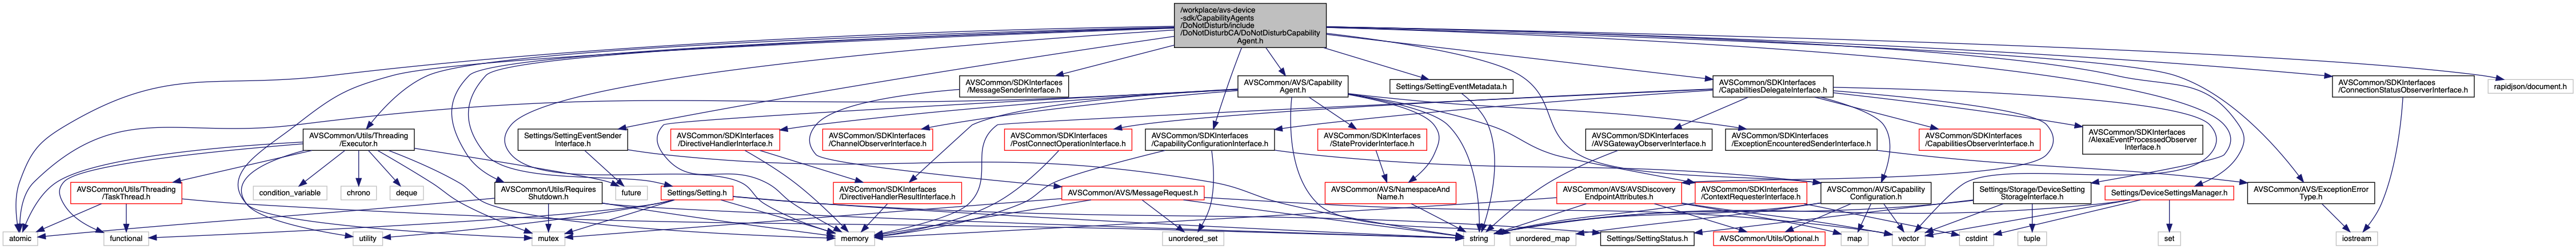 /workplace/avs-device
-sdk/CapabilityAgents
/DoNotDisturb/include
/DoNotDisturbCA/DoNotDisturbCapability
Agent.h
AVSCommon/SDKInterfaces
/MessageSenderInterface.h
AVSCommon/AVS/Capability
Agent.h
Settings/SettingEventMetadata.h
AVSCommon/SDKInterfaces
/CapabilitiesDelegateInterface.h
AVSCommon/SDKInterfaces
/ConnectionStatusObserverInterface.h
rapidjson/document.h
AVSCommon/Utils/Threading
/Executor.h
Settings/SettingEventSender
Interface.h
AVSCommon/SDKInterfaces
/DirectiveHandlerInterface.h
AVSCommon/SDKInterfaces
/ChannelObserverInterface.h
AVSCommon/SDKInterfaces
/PostConnectOperationInterface.h
AVSCommon/SDKInterfaces
/CapabilityConfigurationInterface.h
AVSCommon/SDKInterfaces
/StateProviderInterface.h
AVSCommon/SDKInterfaces
/AVSGatewayObserverInterface.h
AVSCommon/SDKInterfaces
/ExceptionEncounteredSenderInterface.h
AVSCommon/SDKInterfaces
/CapabilitiesObserverInterface.h
AVSCommon/SDKInterfaces
/AlexaEventProcessedObserver
Interface.h
AVSCommon/Utils/Threading
/TaskThread.h
condition_variable
chrono
deque
AVSCommon/Utils/Requires
Shutdown.h
future
Settings/Setting.h
AVSCommon/SDKInterfaces
/DirectiveHandlerResultInterface.h
AVSCommon/AVS/MessageRequest.h
AVSCommon/AVS/NamespaceAnd
Name.h
AVSCommon/AVS/AVSDiscovery
EndpointAttributes.h
AVSCommon/SDKInterfaces
/ContextRequesterInterface.h
AVSCommon/AVS/Capability
Configuration.h
Settings/Storage/DeviceSetting
StorageInterface.h
Settings/DeviceSettingsManager.h
AVSCommon/AVS/ExceptionError
Type.h
atomic
functional
utility
mutex
memory
unordered_set
string
unordered_map
Settings/SettingStatus.h
AVSCommon/Utils/Optional.h
map
vector
cstdint
tuple
set
iostream